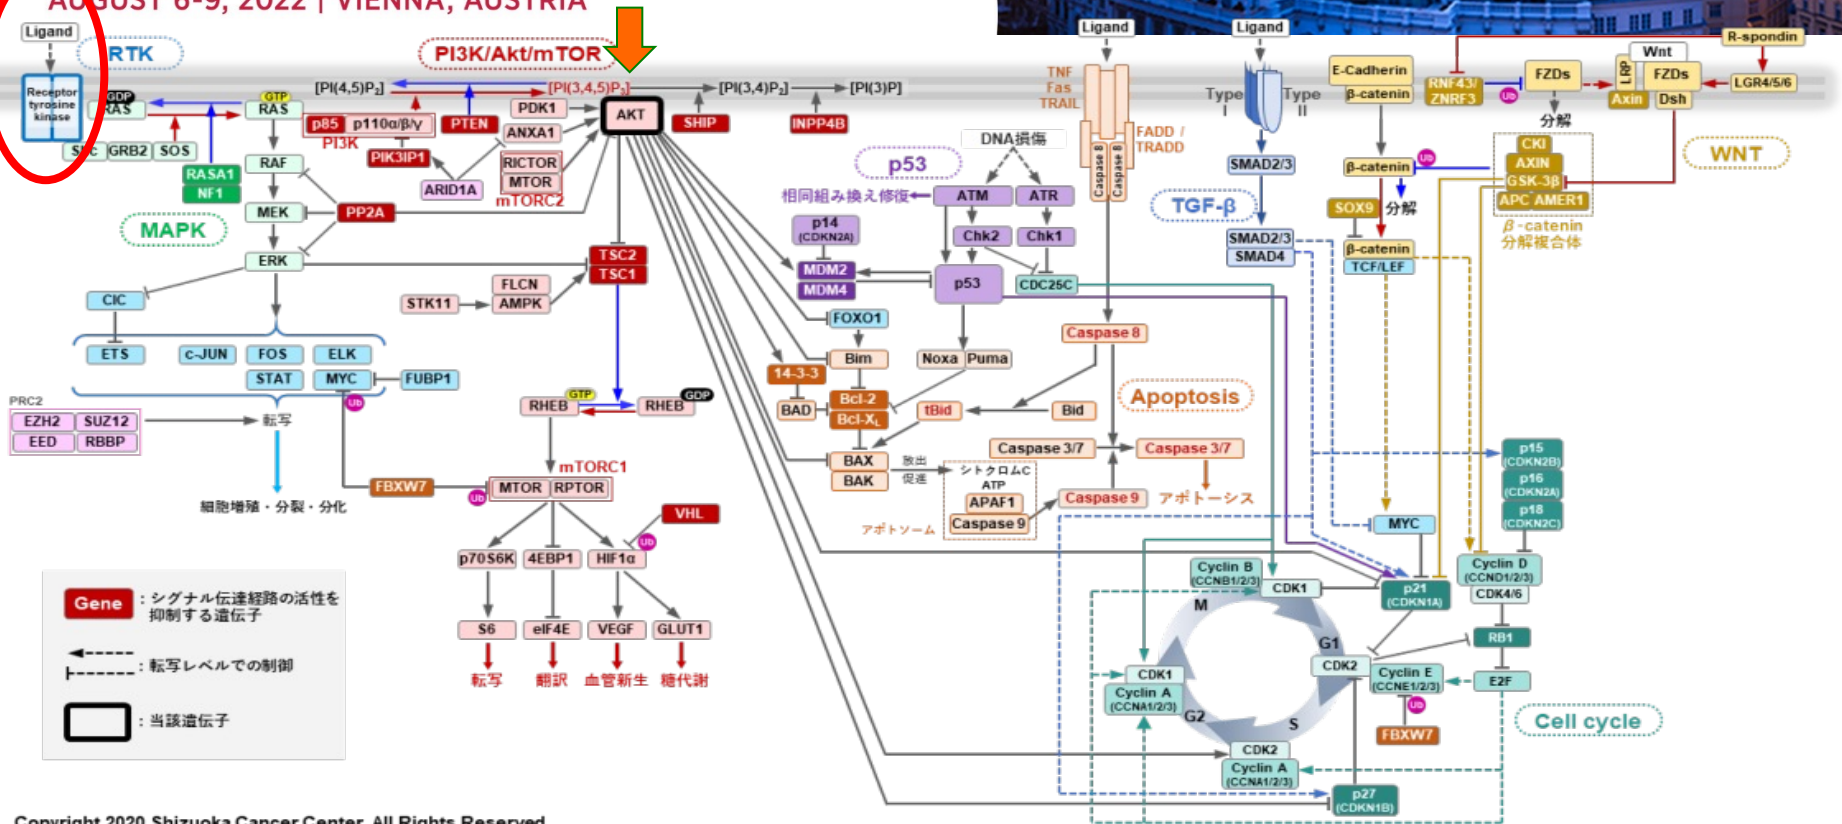 AUGUST 6-9, 2022 | VIENNA, AUSTRIA
Ligand
RTK
Receptor
tyrosine
kinase
PI3K/Akt/mTOR
[PI(4,5)P₂]
[PI(3,4,5)P₃]
[PI(3,4)P₂]
[PI(3)P]
GDP
RAS
GTP
RAS
GRB2
SOS
RASA1
NF1
RAF
MEK
ERK
MAPK
p85
p110α/β/γ
PI3K
PTEN
PIK3IP1
ARID1A
PP2A
PDK1
ANXA1
RICTOR
MTOR
mTORC2
AKT
SHIP
INPP4B
TSC2
TSC1
FLCN
STK11
AMPK
CIC
ETS
c-JUN
FOS
ELK
STAT
MYC
FUBP1
Ub
PRC2
EZH2
SUZ12
EED
RBBP
転写
細胞増殖・分裂・分化
FBXW7
RHEB
GTP
RHEB
GDP
mTORC1
MTOR
RPTOR
Ub
VHL
Ub
p70S6K
4EBP1
HIF1α
S6
eIF4E
VEGF
GLUT1
転写
翻訳
血管新生
糖代謝
Gene
：シグナル伝達経路の活性を
抑制する遺伝子
：転写レベルでの制御
：当該遺伝子
Ligand
TNF
Fas
TRAIL
FADD /
TRADD
Caspase 8
Caspase 8
DNA損傷
p53
相同組み換え修復
ATM
ATR
p14
(CDKN2A)
Chk2
Chk1
MDM2
MDM4
p53
CDC25C
FOXO1
Bim
Noxa
Puma
14-3-3
BAD
Bcl-2
Bcl-XL
tBid
Bid
BAX
BAK
放出
促進
シトクロムC
ATP
APAF1
Caspase 9
アポトソーム
Caspase 8
Caspase 3/7
Caspase 3/7
Caspase 9
アポトーシス
Apoptosis
Ligand
Type
I
Type
II
SMAD2/3
TGF-β
SMAD2/3
SMAD4
E-Cadherin
β-catenin
β-catenin
Ub
分解
SOX9
β-catenin
TCF/LEF
RNF43/
ZNRF3
Ub
FZDs
分解
Wnt
LRP
FZDs
Axin
Dsh
R-spondin
LGR4/5/6
WNT
CKI
AXIN
GSK-3β
APC
AMER1
β-catenin
分解複合体
p15
(CDKN2B)
p16
(CDKN2A)
p18
(CDKN2C)
MYC
Cyclin D
(CCND1/2/3)
CDK4/6
p21
(CDKN1A)
RB1
E2F
Cyclin B
(CCNB1/2/3)
CDK1
M
G1
CDK2
Cyclin E
(CCNE1/2/3)
Ub
FBXW7
CDK1
Cyclin A
(CCNA1/2/3)
G2
S
CDK2
Cyclin A
(CCNA1/2/3)
p27
(CDKN1B)
Cell cycle
Copyright 2020 Shizuoka Cancer Center. All Rights Reserved